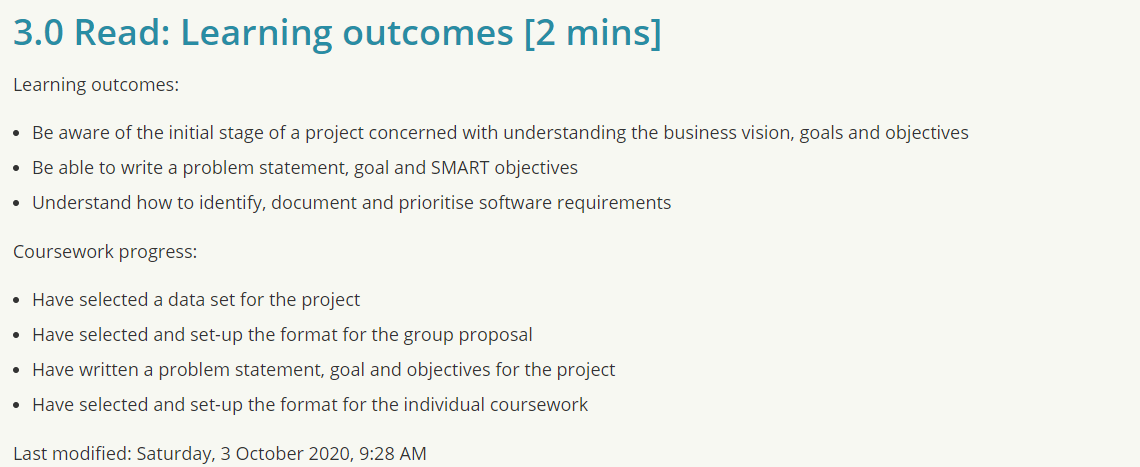 3.0 Read: Learning outcomes [2 mins]
Learning outcomes:
• Be aware of the initial stage of a project concerned with understanding the business vision, goals and objectives
• Be able to write a problem statement, goal and SMART objectives
• Understand how to identify, document and prioritise software requirements
Coursework progress:
• Have selected a data set for the project
• Have selected and set-up the format for the group proposal
• Have written a problem statement, goal and objectives for the project
• Have selected and set-up the format for the individual coursework
Last modified: Saturday, 3 October 2020, 9:28 AM